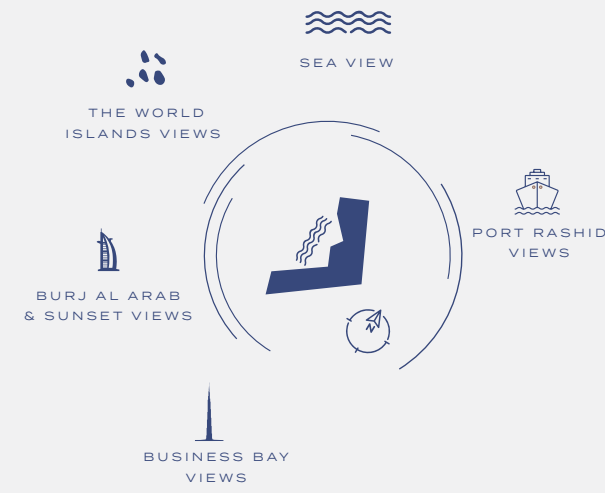 SEA VIEW
THE WORLD
ISLANDS VIEWS
PORT RASHID
VIEWS
BURJ AL ARAB
& SUNSET VIEWS
BUSINESS BAY
VIEWS